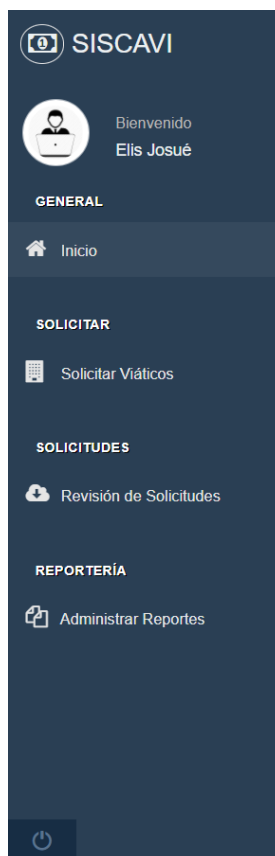 SISCAVI
Bienvenido
Elis Josué
GENERAL
Inicio
SOLICITAR
Solicitar Viáticos
SOLICITUDES
Revisión de Solicitudes
REPORTERÍA
Administrar Reportes